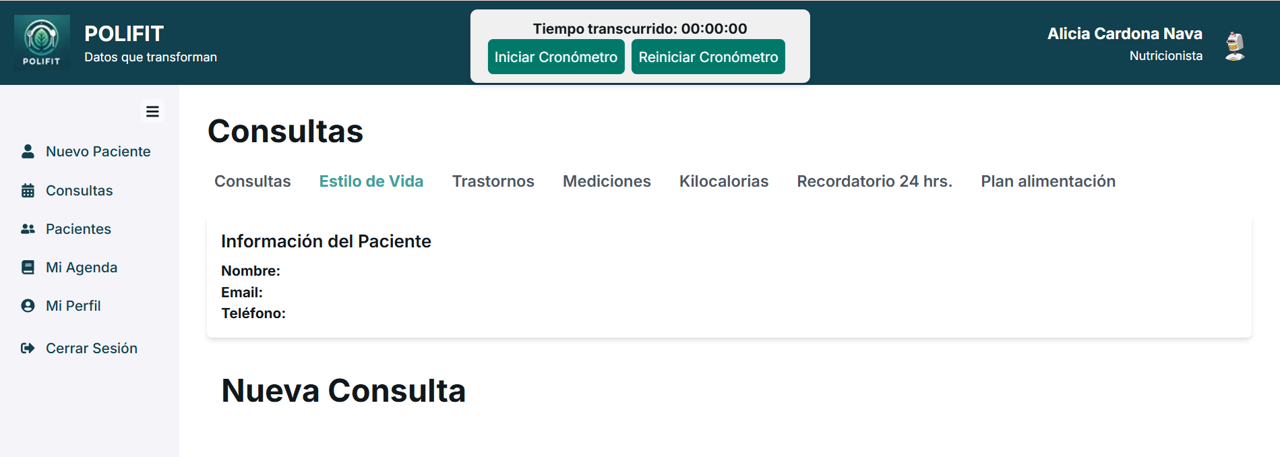 POLIFIT
POLIFIT
Datos que transforman
Tiempo transcurrido: 00:00:00
Iniciar Cronómetro Reiniciar Cronómetro
Alicia Cardona Nava
Nutricionista
Nuevo Paciente
Consultas
Pacientes
Mi Agenda
Mi Perfil
Cerrar Sesión
Consultas
Consultas Estilo de Vida Trastornos Mediciones Kilocalorias Recordatorio 24 hrs. Plan alimentación
Información del Paciente
Nombre:
Email:
Teléfono:
Nueva Consulta